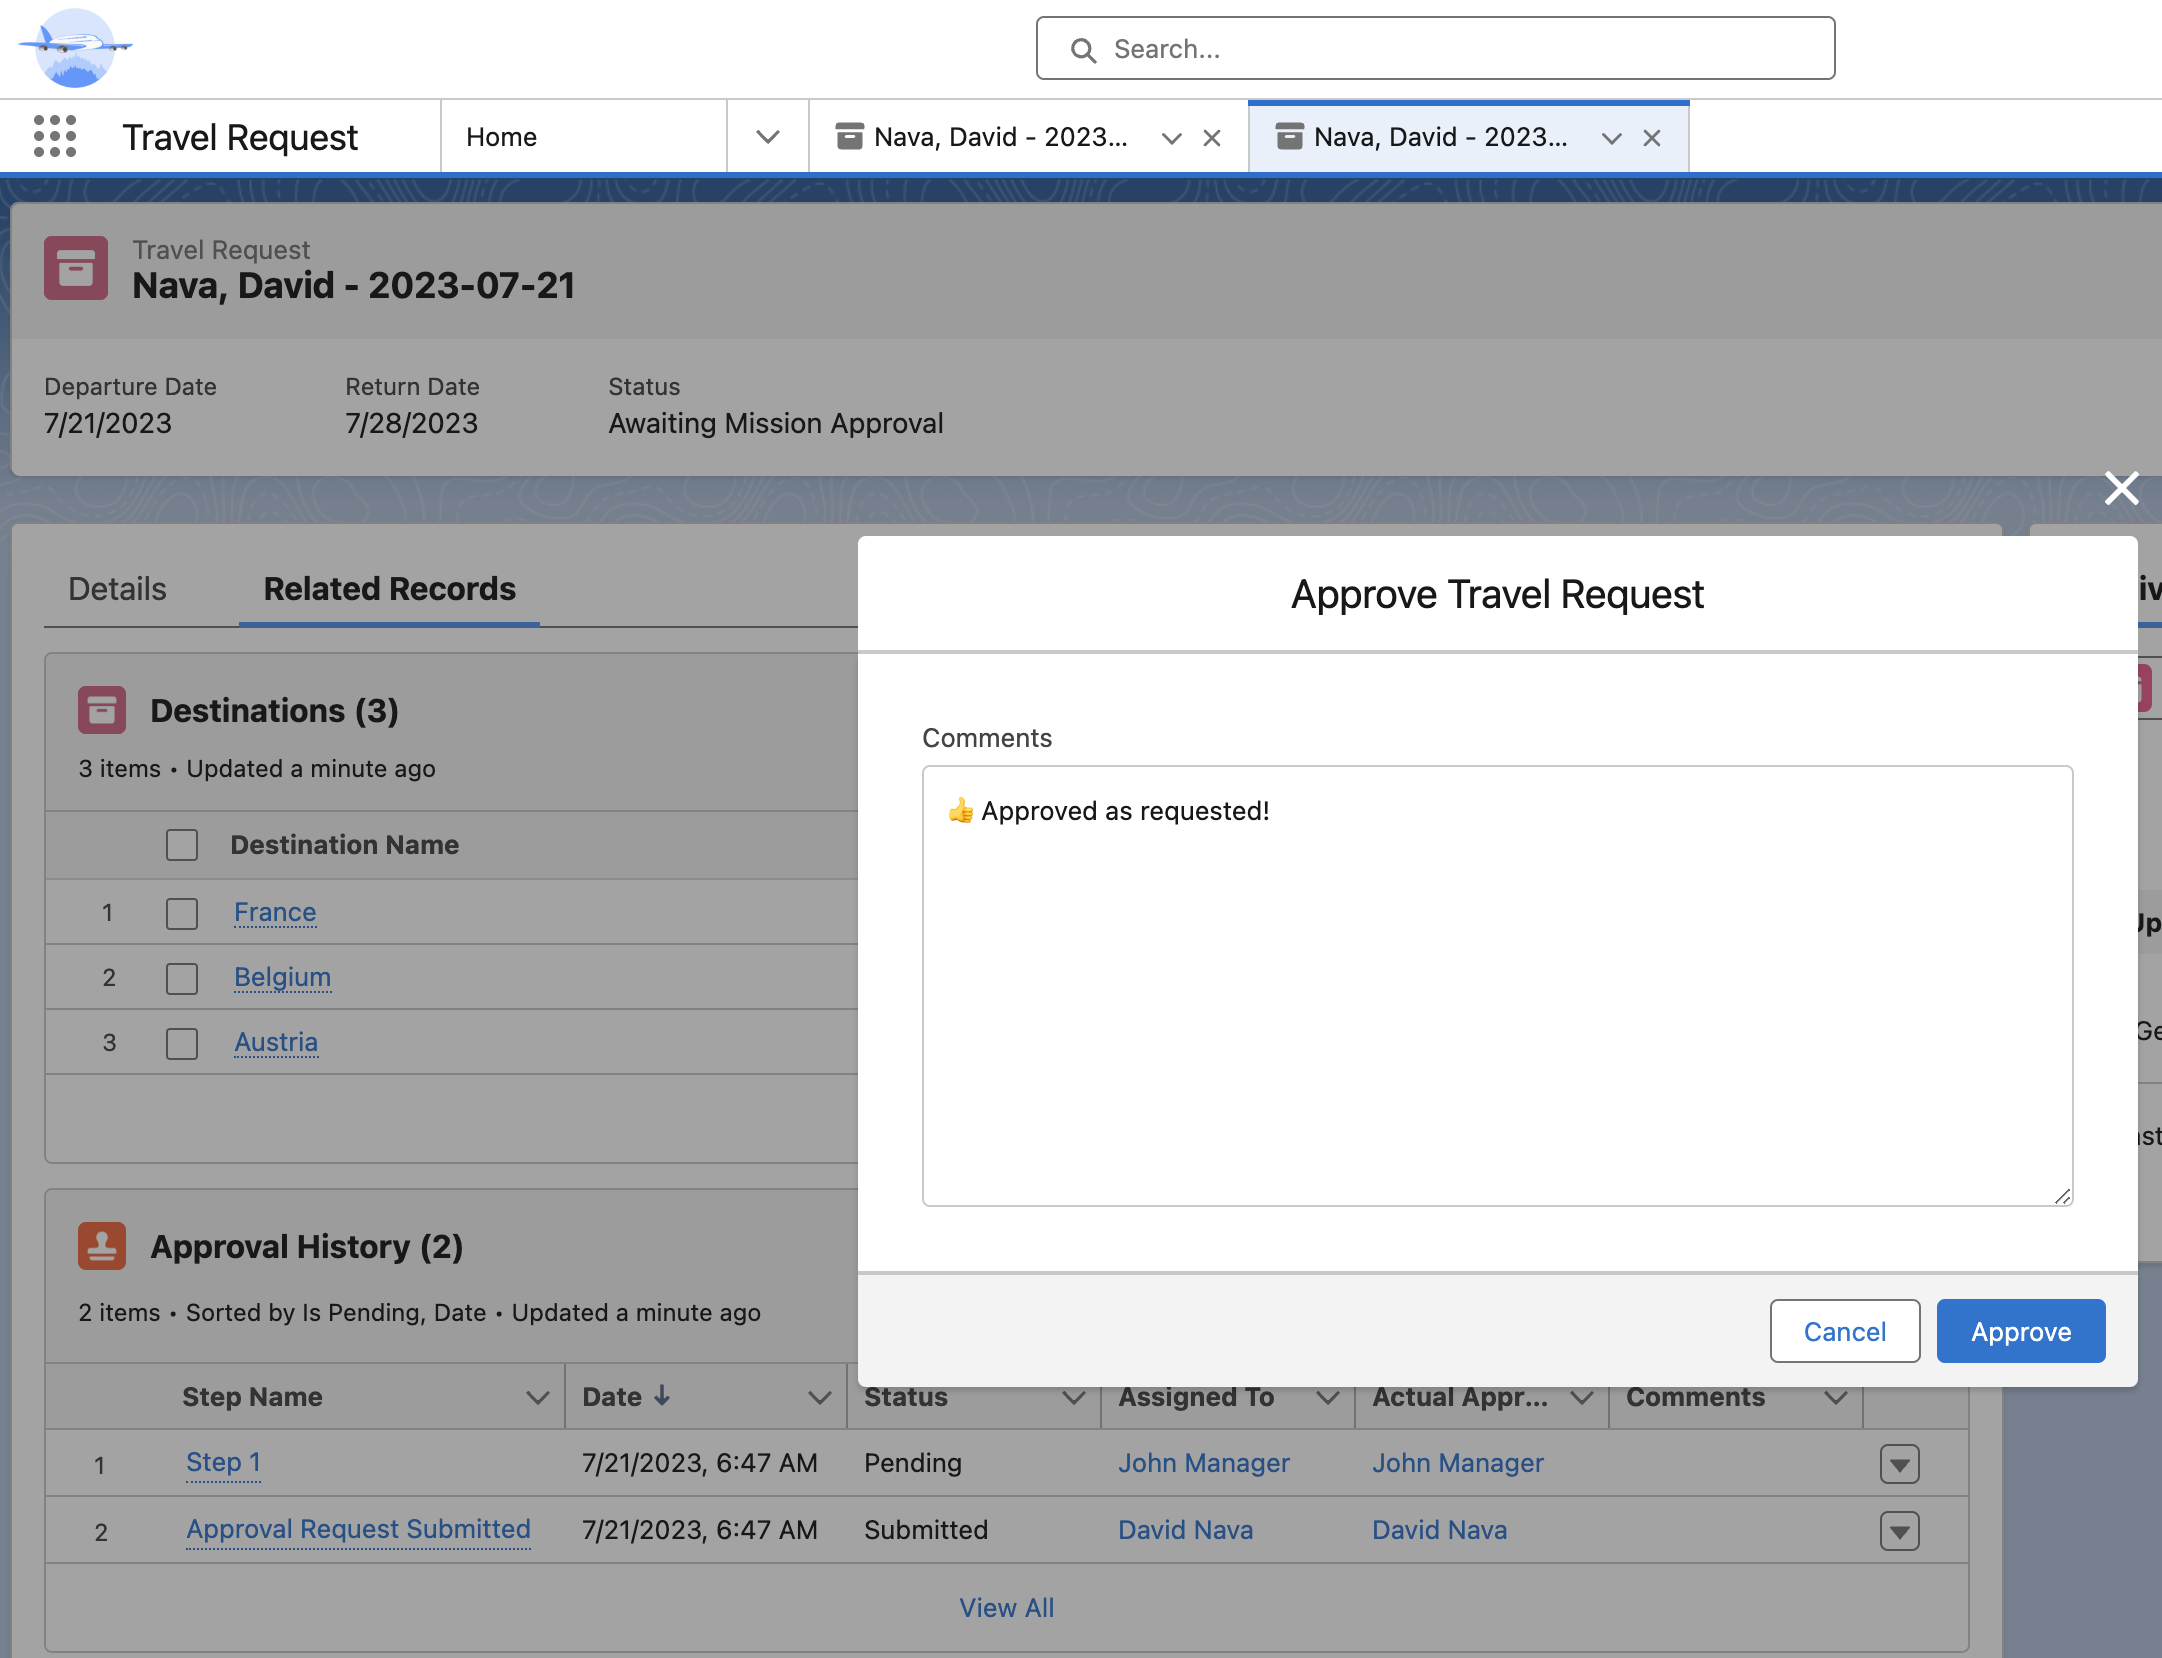 Search...
Travel Request
Home
Nava, David - 2023...
Nava, David - 2023...
Travel Request
Nava, David - 2023-07-21
Departure Date
Return Date
Status
7/21/2023
7/28/2023
Awaiting Mission Approval
Details
Related Records
Destinations (3)
3 items • Updated a minute ago
Destination Name
1 France
2 Belgium
3 Austria
Approve Travel Request
Comments
👍 Approved as requested!
Cancel
Approve
Approval History (2)
2 items • Sorted by Is Pending, Date • Updated a minute ago
Step Name
Date
Status
Assigned To
Actual Appr...
Comments
1 Step 1 7/21/2023, 6:47 AM Pending John Manager John Manager
2 Approval Request Submitted 7/21/2023, 6:47 AM Submitted David Nava David Nava
View All